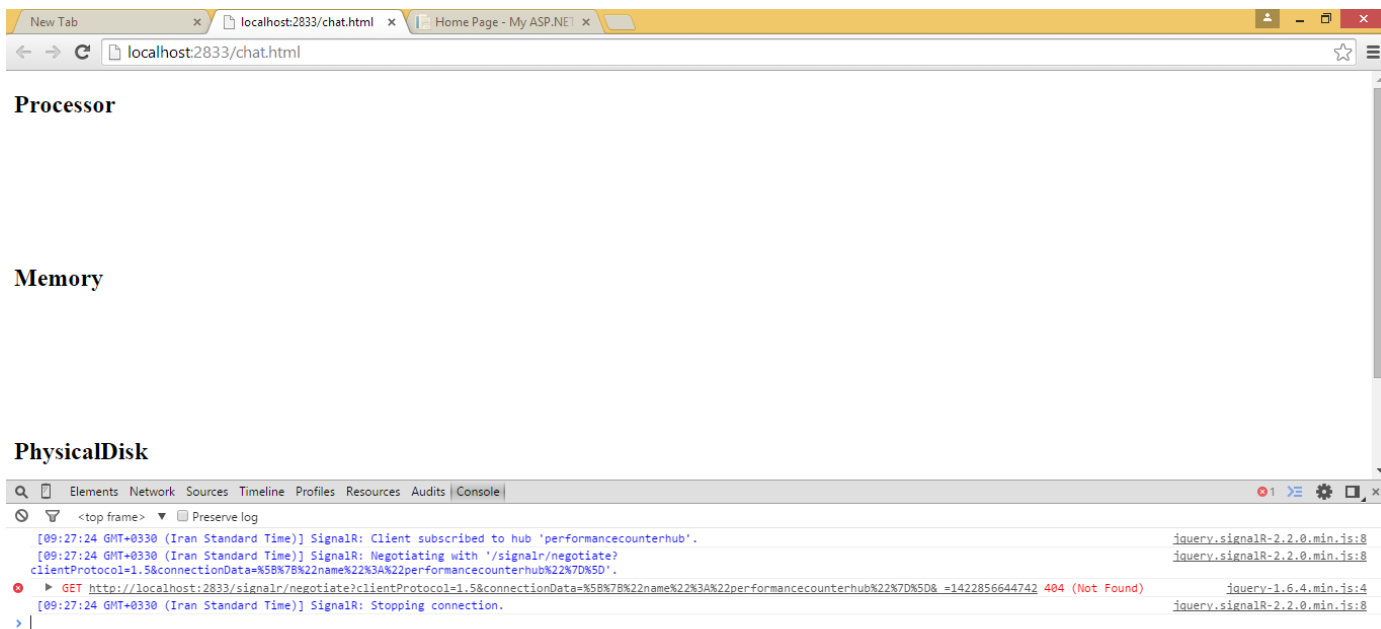 New Tab
localhost:2833/chat.html
Home Page - My ASP.NET
localhost:2833/chat.html
Processor
Memory
PhysicalDisk
Elements Network Sources Timeline Profiles Resources Audits Console
1
<top frame> ▼ Preserve log
[09:27:24 GMT+0330 (Iran Standard Time)] SignalR: Client subscribed to hub 'performancecounterhub'. jquery.signalR-2.2.0.min.js:8
[09:27:24 GMT+0330 (Iran Standard Time)] SignalR: Negotiating with '/signalr/negotiate? jquery.signalR-2.2.0.min.js:8
clientProtocol=1.5&connectionData=%5B%7B%22name%22%3A%22performancecounterhub%22%7D%5D'.
▶ GET http://localhost:2833/signalr/negotiate?clientProtocol=1.5&connectionData=%5B%7B%22name%22%3A%22performancecounterhub%22%7D%5D&_=1422856644742 404 (Not Found) jquery-1.6.4.min.js:4
[09:27:24 GMT+0330 (Iran Standard Time)] SignalR: Stopping connection. jquery.signalR-2.2.0.min.js:8
>